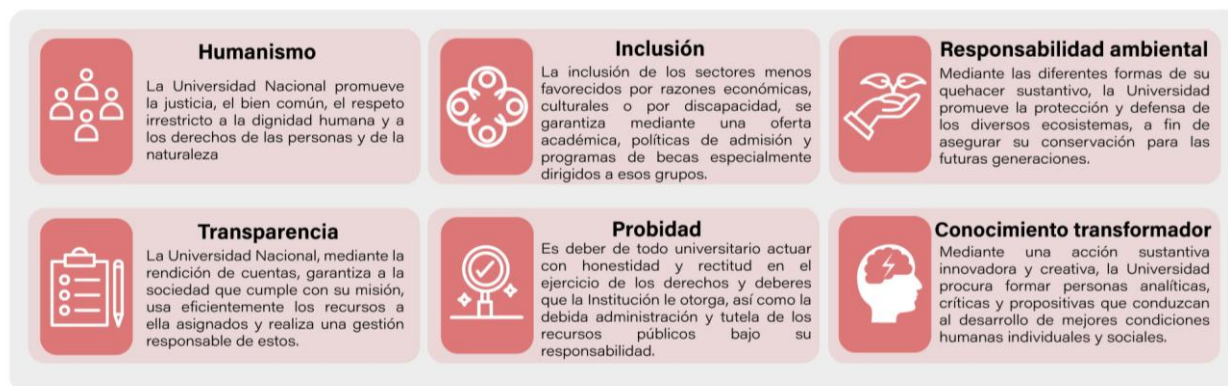 Humanismo
La Universidad Nacional promueve
la justicia, el bien común, el respeto
irrestricto a la dignidad humana y a
los derechos de las personas y de la
naturaleza
Inclusión
La inclusión de los sectores menos
favorecidos por razones económicas,
culturales o por discapacidad, se
garantiza mediante una oferta
académica, políticas de admisión y
programas de becas especialmente
dirigidos a esos grupos.
Responsabilidad ambiental
Mediante las diferentes formas de su
quehacer sustantivo, la Universidad
promueve la protección y defensa de
los diversos ecosistemas, a fin de
asegurar su conservación para las
futuras generaciones.
Transparencia
La Universidad Nacional, mediante la
rendición de cuentas, garantiza a la
sociedad que cumple con su misión,
usa eficientemente los recursos a
ella asignados y realiza una gestión
responsable de estos.
Probidad
Es deber de todo universitario actuar
con honestidad y rectitud en el
ejercicio de los derechos y deberes
que la Institución le otorga, así como la
debida administración y tutela de los
recursos públicos bajo su
responsabilidad.
Conocimiento transformador
Mediante una acción sustantiva
innovadora y creativa, la Universidad
procura formar personas analíticas,
críticas y propositivas que conduzcan
al desarrollo de mejores condiciones
humanas individuales y sociales.